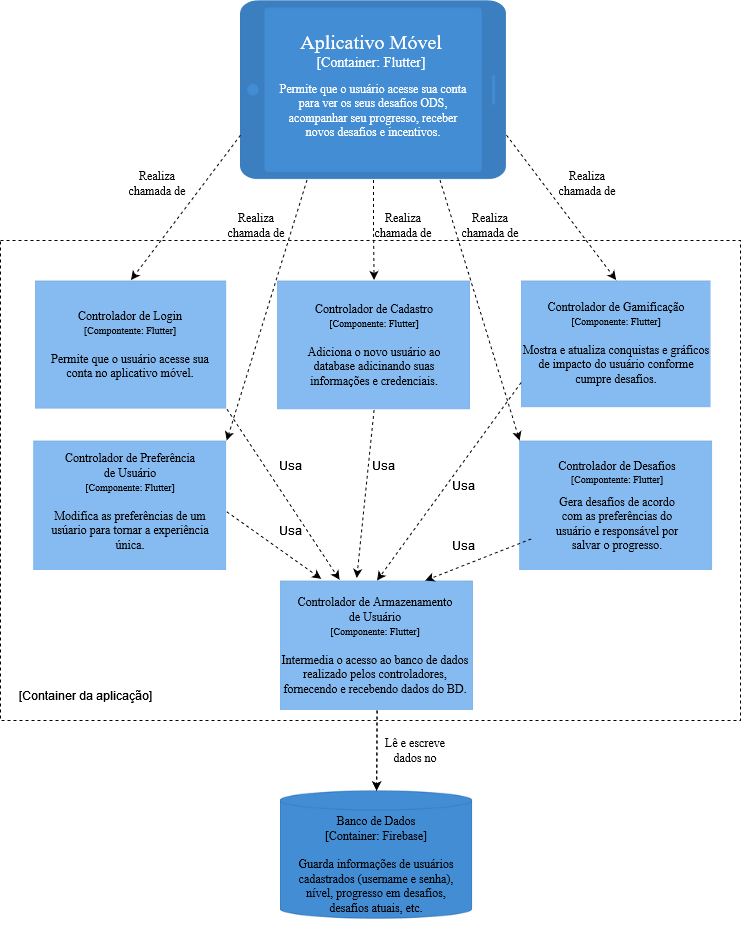 Aplicativo Móvel
[Container: Flutter]
Permite que o usuário acesse sua conta
para ver os seus desafios ODS,
acompanhar seu progresso, receber
novos desafios e incentivos.
Realiza
chamada de
Realiza
chamada de
Realiza
chamada de
Realiza
chamada de
Realiza
chamada de
Controlador de Login
[Compontente: Flutter]
Permite que o usuário acesse sua
conta no aplicativo móvel.
Controlador de Cadastro
[Componente: Flutter]
Adiciona o novo usuário ao
database adicinando suas
informações e credenciais.
Controlador de Gamificação
[Componente: Flutter]
Mostra e atualiza conquistas e gráficos
de impacto do usuário conforme
cumpre desafios.
Controlador de Preferência
de Usuário
[Componente: Flutter]
Modifica as preferências de um
usúario para tornar a experiência
única.
Controlador de Desafios
[Compontente: Flutter]
Gera desafios de acordo
com as preferências do
usuário e responsável por
salvar o progresso.
Usa
Usa
Usa
Usa
Usa
Controlador de Armazenamento
de Usuário
[Componente: Flutter]
Intermedia o acesso ao banco de dados
realizado pelos controladores,
fornecendo e recebendo dados do BD.
[Container da aplicação]
Lê e escreve
dados no
Banco de Dados
[Container: Firebase]
Guarda informações de usuários
cadastrados (username e senha),
nível, progresso em desafios,
desafios atuais, etc.